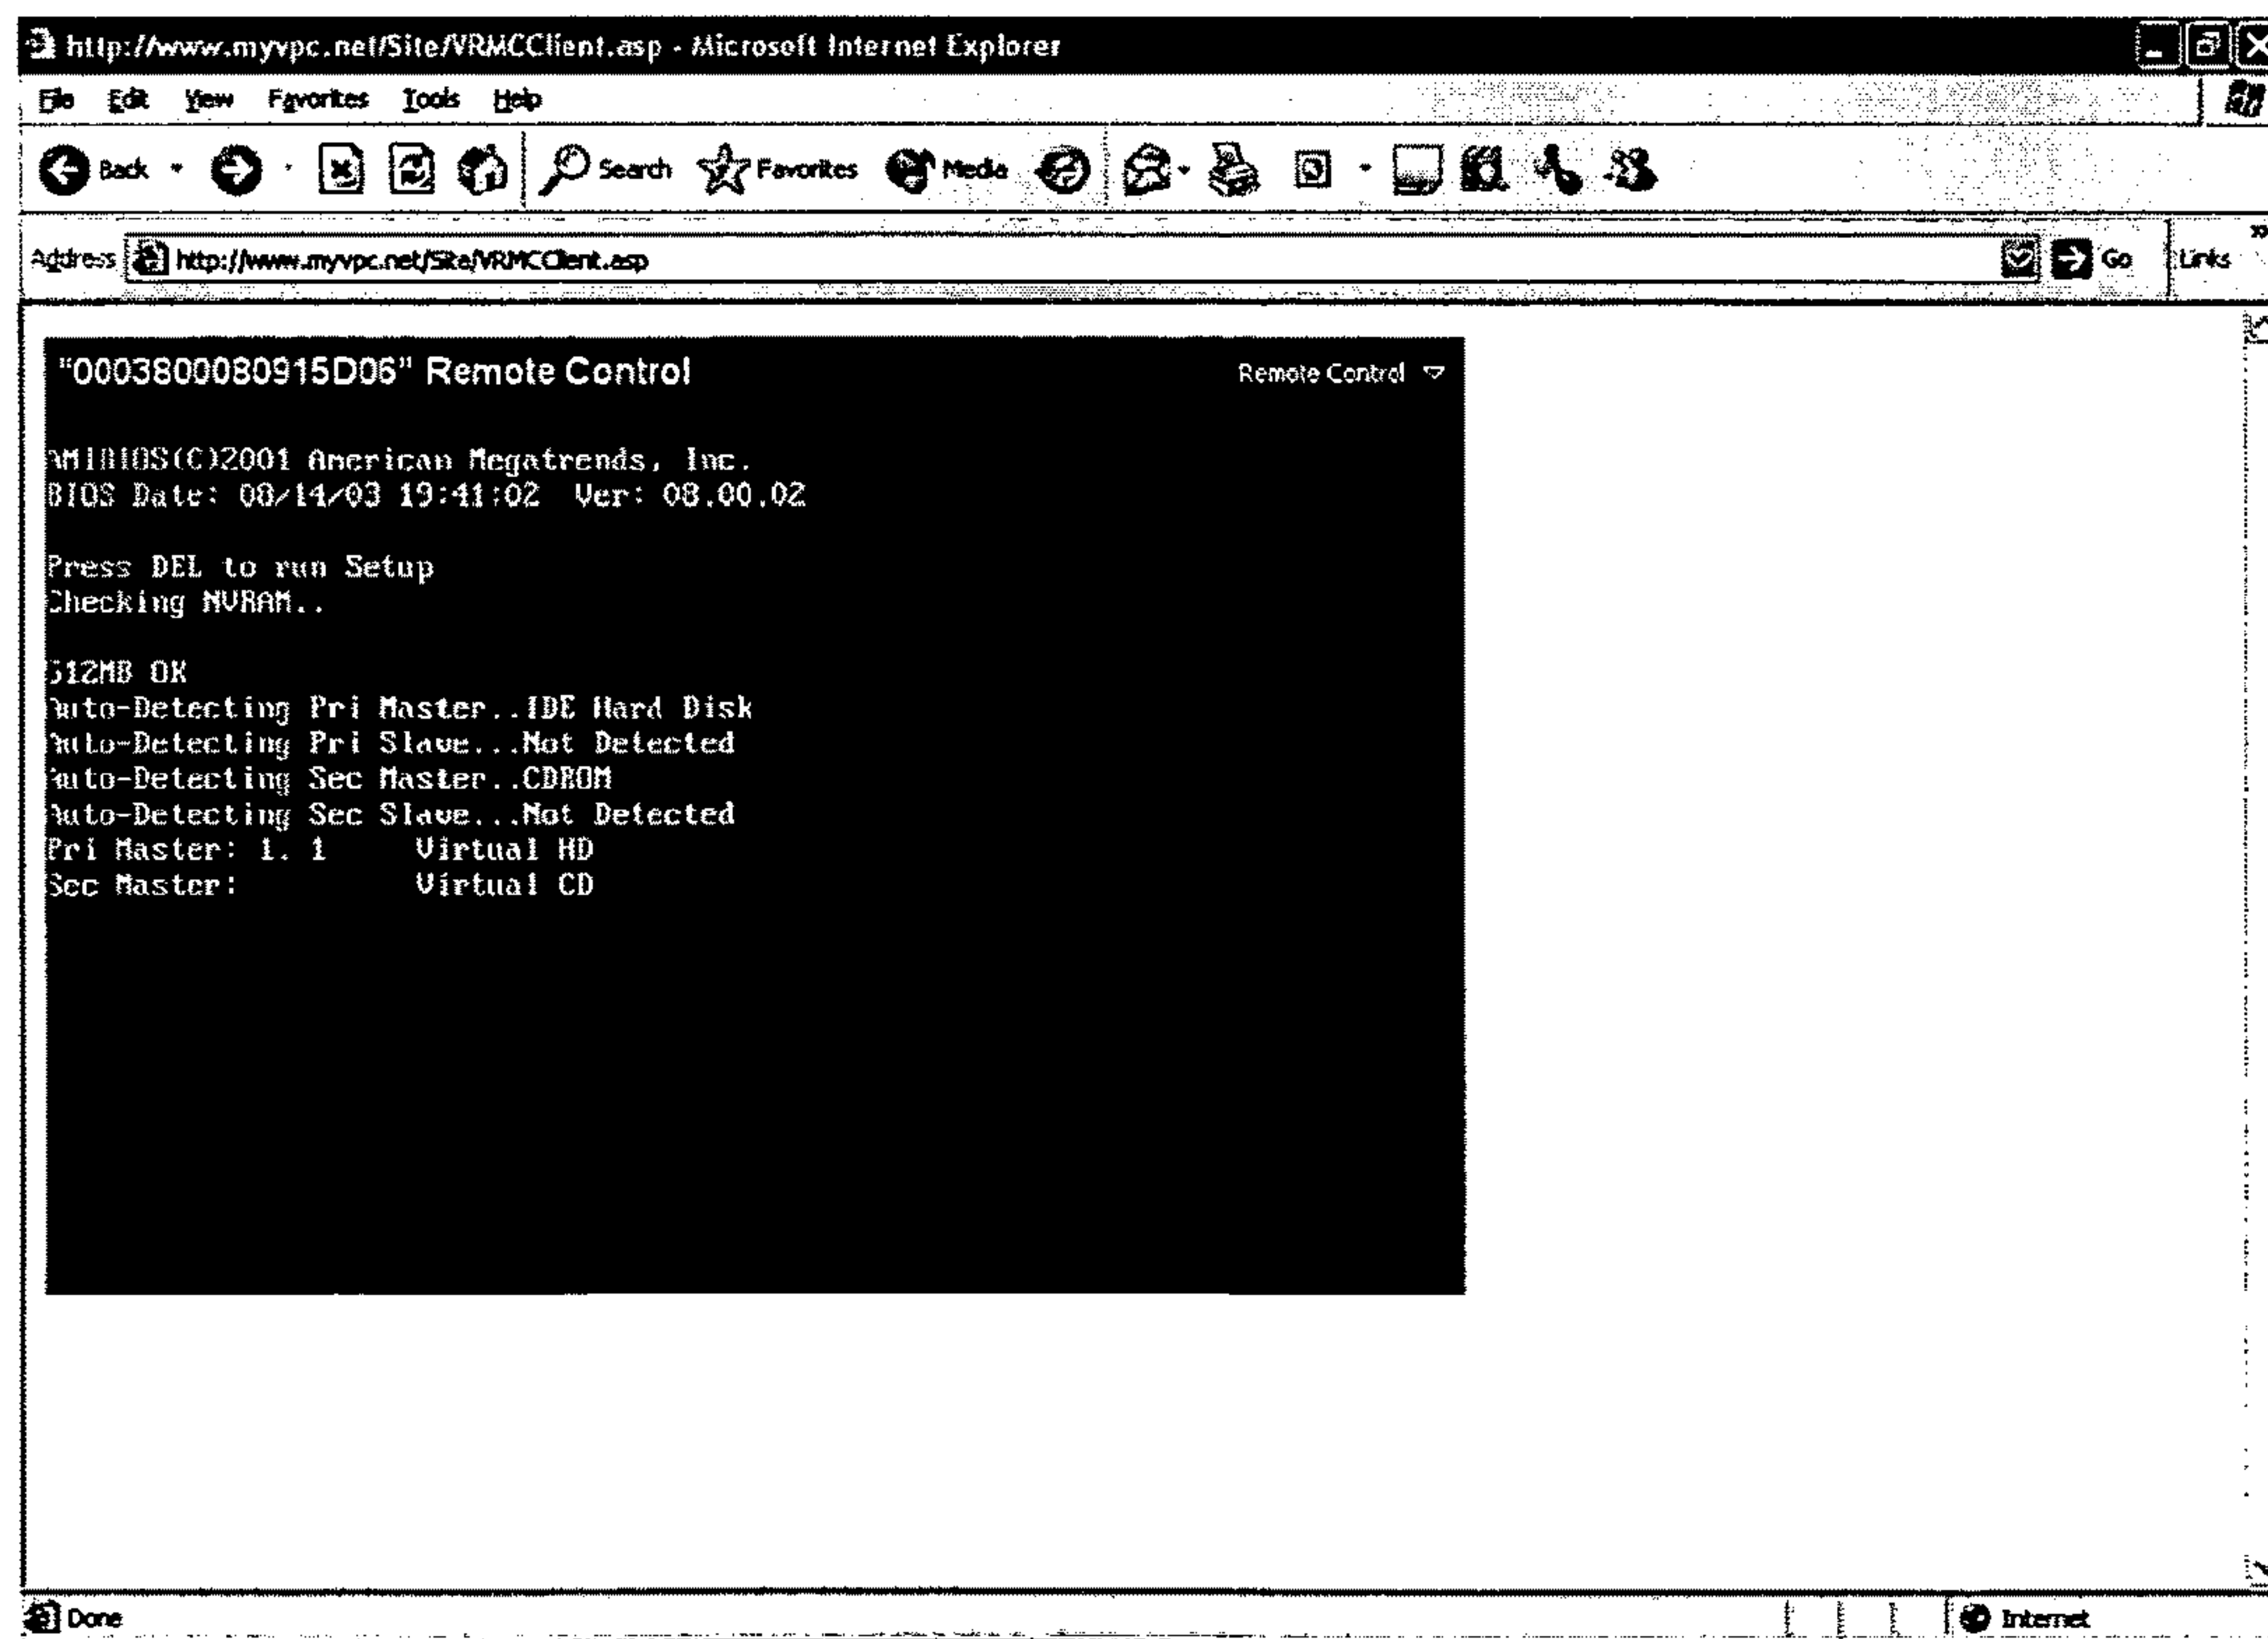 http://www.myvpc.net/Site/VRMCClient.asp - Microsoft Internet Explorer
File Edit View Favorites Tools Help
Back Search Favorites Media
Address http://www.myvpc.net/Site/VRMCClient.asp Go Links »
"0003800080915D06" Remote Control Remote Control
AMIBIOS(C)2001 American Megatrends, Inc.
BIOS Date: 08/14/03 19:41:02 Ver: 08.00.02
Press DEL to run Setup
Checking NVRAM..
512MB OK
Auto-Detecting Pri Master..IDE Hard Disk
Auto-Detecting Pri Slave...Not Detected
Auto-Detecting Sec Master..CDROM
Auto-Detecting Sec Slave...Not Detected
Pri Master: 1. 1 Virtual HD
Sec Master: Virtual CD
Done Internet